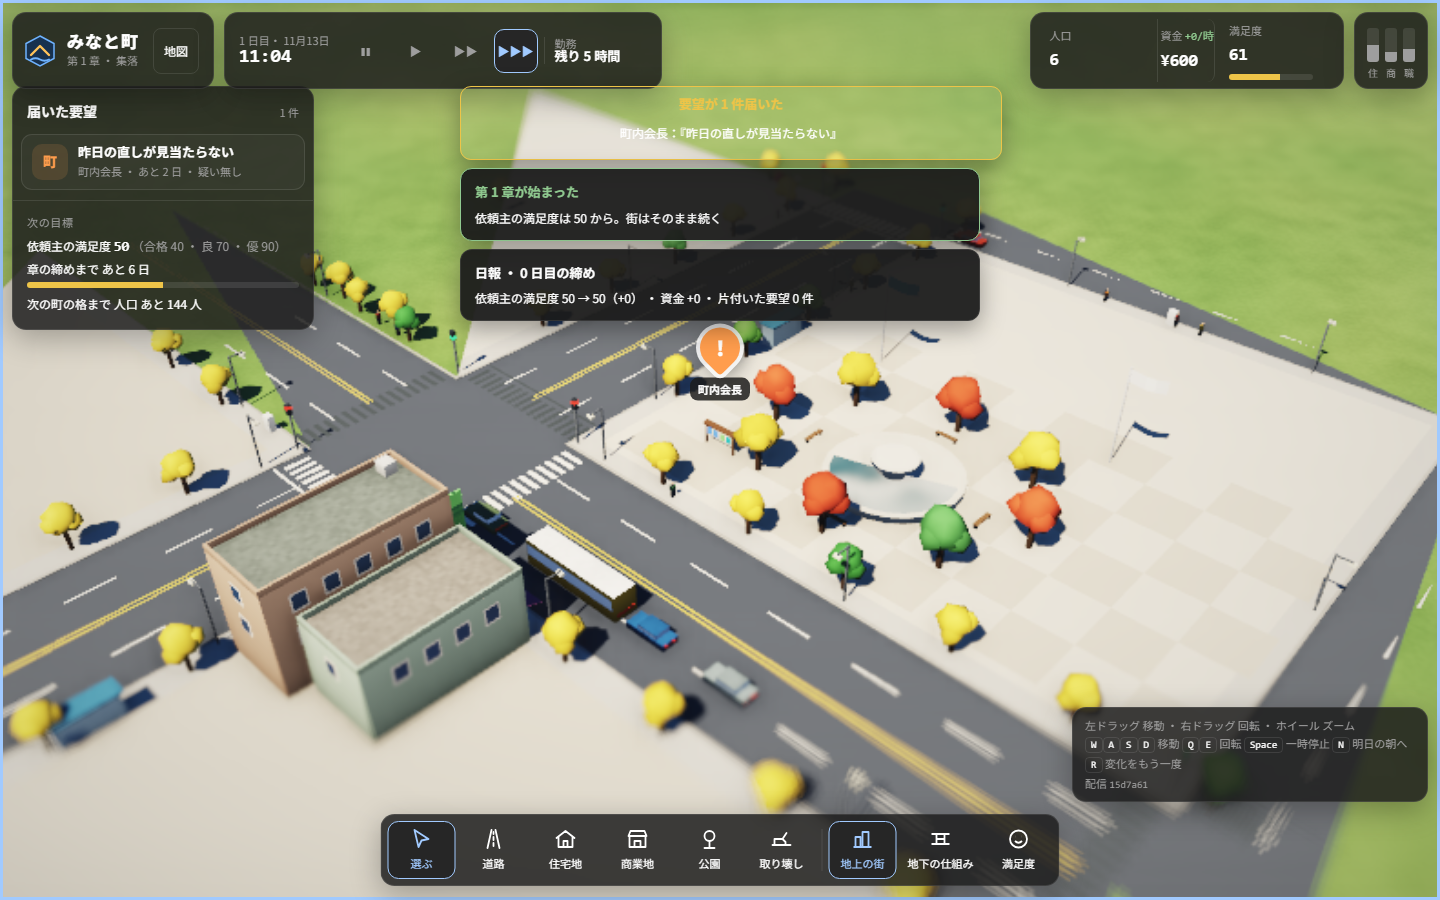 みなと町
第 1 章 ・ 集落
地図
1 日目・ 11月13日
11:04
勤務
残り 5 時間
人口
6
資金 +0/時
¥600
満足度
61
住 商 職
届いた要望
1 件
町
昨日の直しが見当たらない
町内会長 ・ あと 2 日 ・ 疑い無し
次の目標
依頼主の満足度 50 （合格 40 ・ 良 70 ・ 優 90）
章の締めまで あと 6 日
次の町の格まで 人口 あと 144 人
要望が 1 件届いた
町内会長：『昨日の直しが見当たらない』
第 1 章が始まった
依頼主の満足度は 50 から。街はそのまま続く
日報 ・ 0 日目の締め
依頼主の満足度 50 → 50（+0） ・ 資金 +0 ・ 片付いた要望 0 件
!
町内会長
左ドラッグ 移動 ・ 右ドラッグ 回転 ・ ホイール ズーム
W A S D 移動 Q E 回転 Space 一時停止 N 明日の朝へ
R 変化をもう一度
配信 15d7a61
選ぶ
道路
住宅地
商業地
公園
取り壊し
地上の街
地下の仕組み
満足度